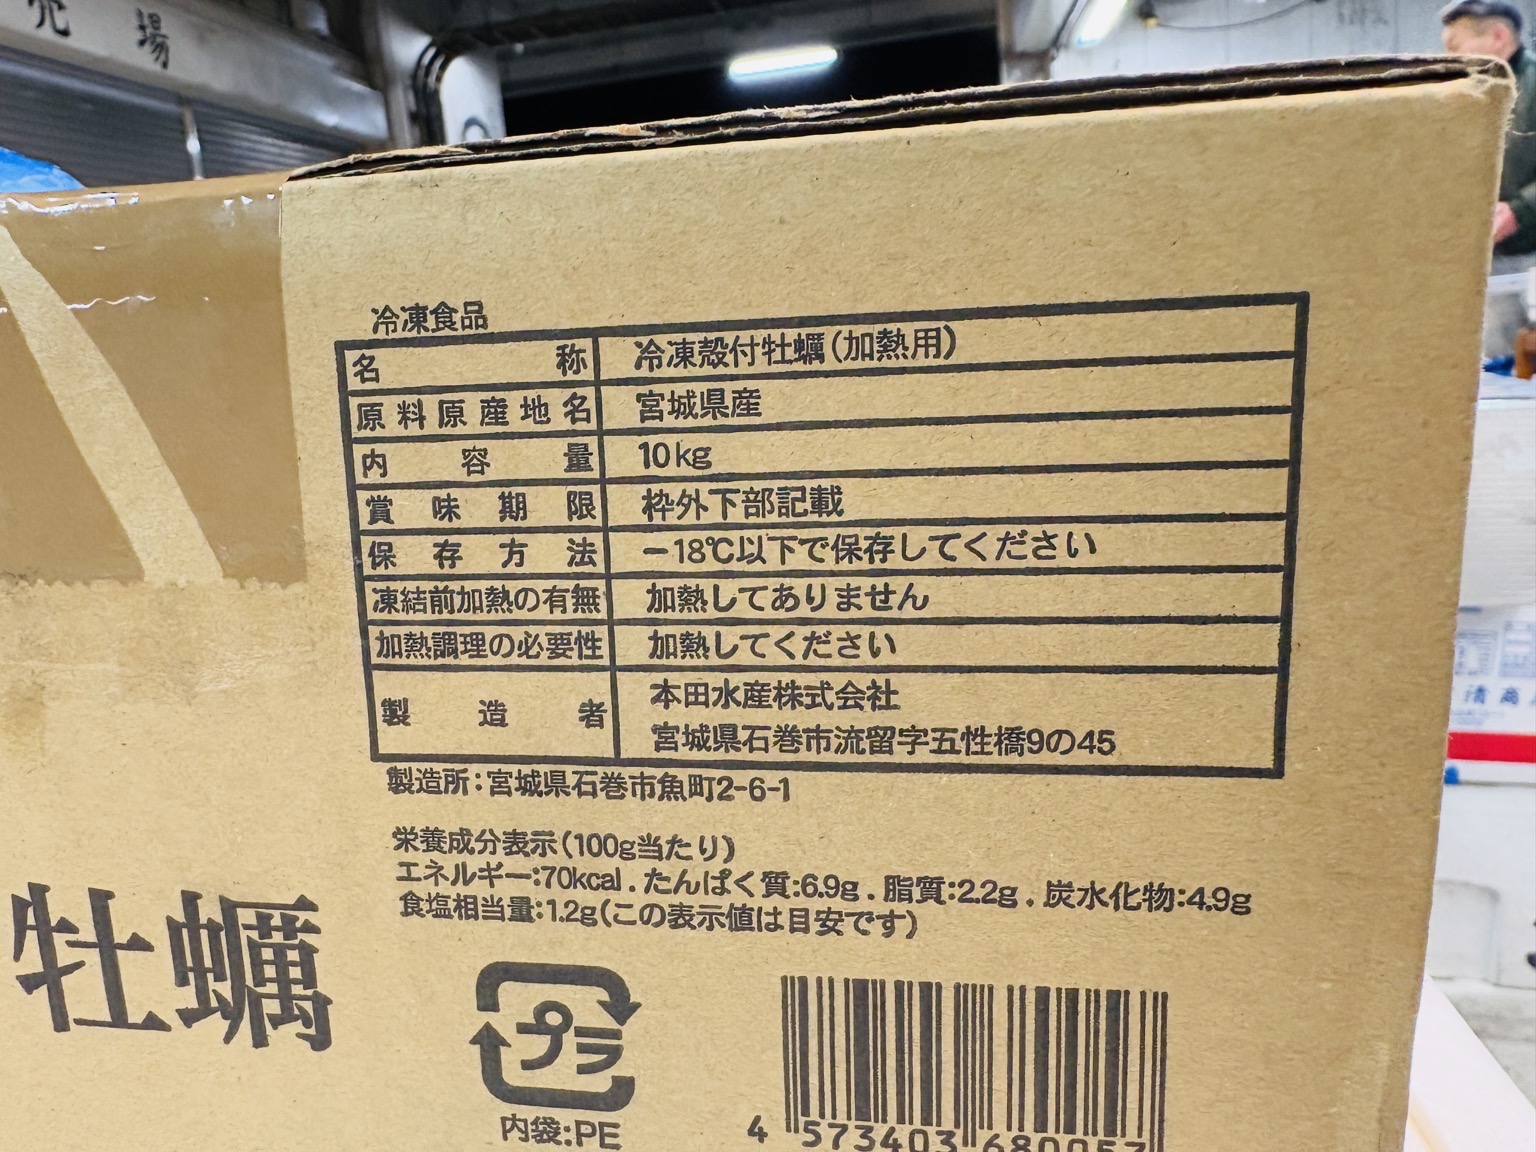 売場
冷凍食品
名称 冷凍殻付牡蠣(加熱用)
原料原産地名 宮城県産
内容量 10kg
賞味期限 枠外下部記載
保存方法 -18℃以下で保存してください
凍結前加熱の有無 加熱してありません
加熱調理の必要性 加熱してください
製造者 本田水産株式会社
宮城県石巻市流留字五性橋9の45
製造所:宮城県石巻市魚町2-6-1
栄養成分表示(100g当たり)
エネルギー:70kcal.たんぱく質:6.9g.脂質:2.2g.炭水化物:4.9g
食塩相当量:1.2g(この表示値は目安です)
牡蠣
プラ
内袋:PE
4 573403 680057